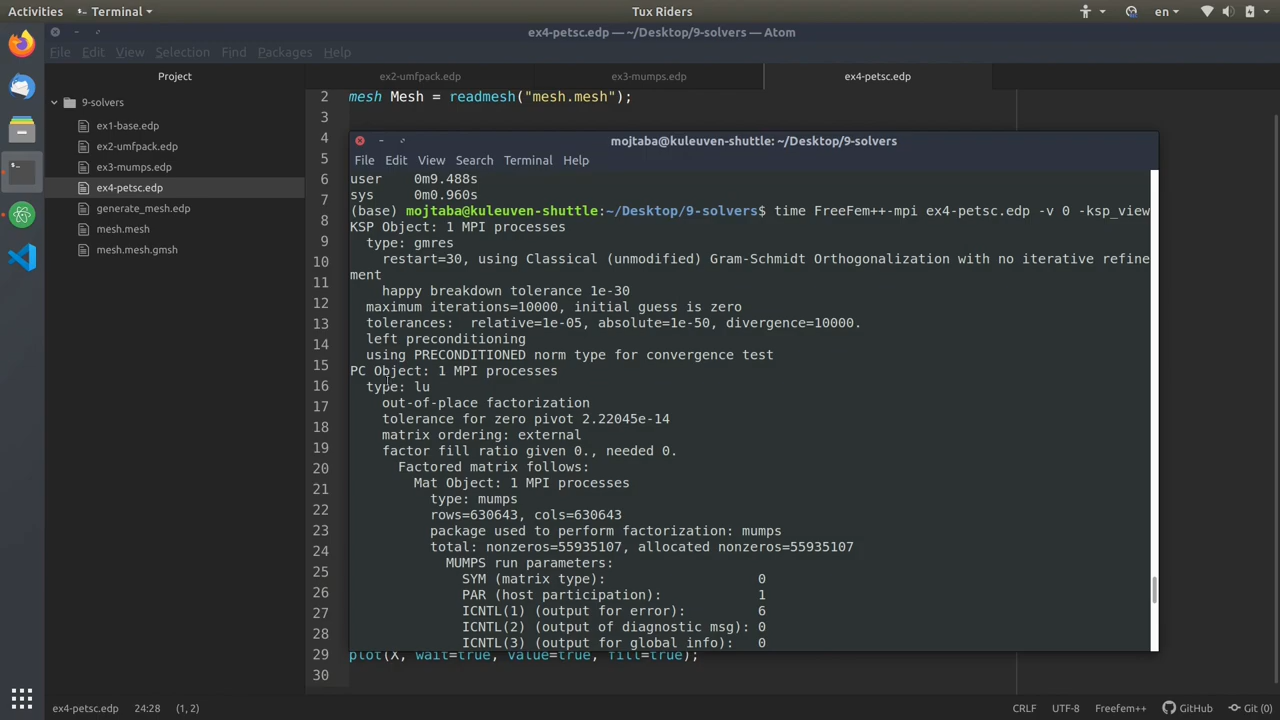 Activities
Terminal
Tux Riders
en
ex4-petsc.edp — ~/Desktop/9-solvers — Atom
File Edit View Selection Find Packages Help
Project
ex2-umfpack.edp
ex3-mumps.edp
ex4-petsc.edp
9-solvers
ex1-base.edp
ex2-umfpack.edp
ex3-mumps.edp
ex4-petsc.edp
generate_mesh.edp
mesh.mesh
mesh.mesh.gmsh
2 mesh Mesh = readmesh("mesh.mesh");
3
4
5
6
7
8
9
10
11
12
13
14
15
16
17
18
19
20
21
22
23
24
25
26
27
28
29 plot(X, wait=true, value=true, fill=true);
30
mojtaba@kuleuven-shuttle: ~/Desktop/9-solvers
File Edit View Search Terminal Help
user 0m9.488s
sys 0m0.960s
(base) mojtaba@kuleuven-shuttle:~/Desktop/9-solvers$ time FreeFem++-mpi ex4-petsc.edp -v 0 -ksp_view
KSP Object: 1 MPI processes
type: gmres
restart=30, using Classical (unmodified) Gram-Schmidt Orthogonalization with no iterative refine
ment
happy breakdown tolerance 1e-30
maximum iterations=10000, initial guess is zero
tolerances: relative=1e-05, absolute=1e-50, divergence=10000.
left preconditioning
using PRECONDITIONED norm type for convergence test
PC Object: 1 MPI processes
type: lu
out-of-place factorization
tolerance for zero pivot 2.22045e-14
matrix ordering: external
factor fill ratio given 0., needed 0.
Factored matrix follows:
Mat Object: 1 MPI processes
type: mumps
rows=630643, cols=630643
package used to perform factorization: mumps
total: nonzeros=55935107, allocated nonzeros=55935107
MUMPS run parameters:
SYM (matrix type): 0
PAR (host participation): 1
ICNTL(1) (output for error): 6
ICNTL(2) (output of diagnostic msg): 0
ICNTL(3) (output for global info): 0
ex4-petsc.edp 24:28 (1, 2)
CRLF UTF-8 Freefem++ GitHub Git (0)